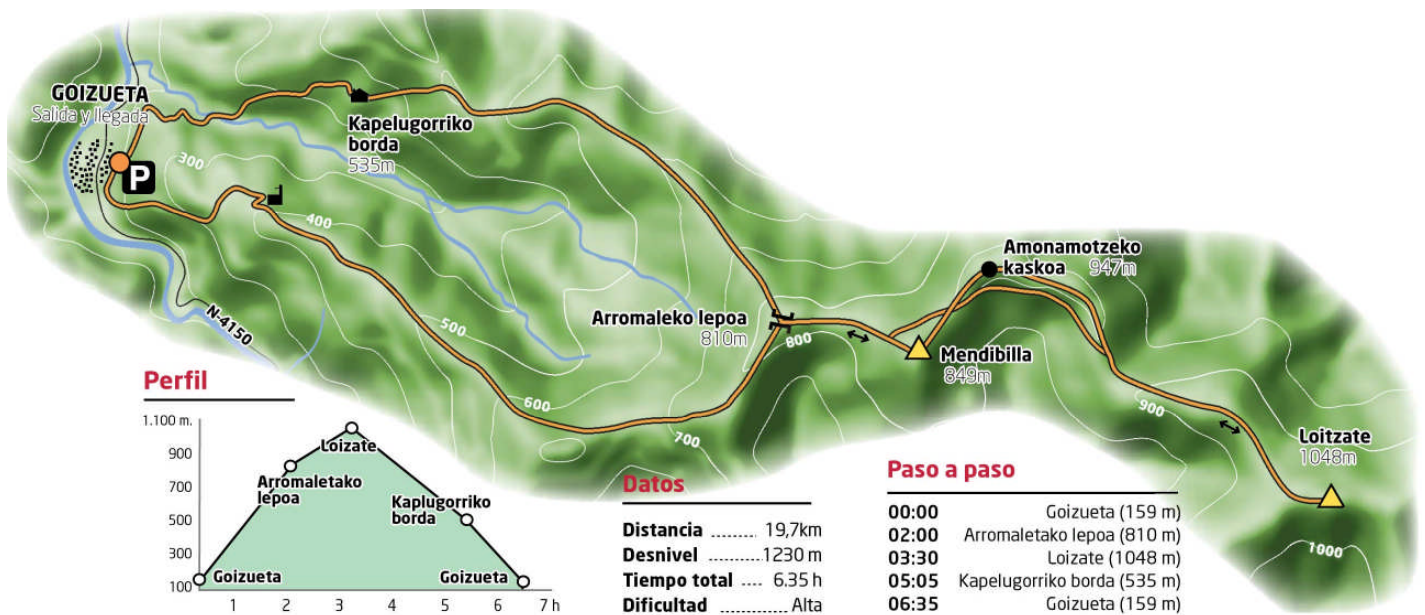 GOIZUETA
Salida y llegada
P
Kapelugorriko
borda
535m
300
400
500
600
700
800
900
1000
N-4150
Arromaleko lepoa
810m
Amonamotzeko
kaskoa 947m
Mendibilla
849m
Loitzate
1048m
Perfil
1.100 m.
900
700
500
300
100
Loizate
Arromaletako
lepoa
Kaplugorriko
borda
Goizueta
Goizueta
1 2 3 4 5 6 7 h
Datos
Distancia ........... 19,7km
Desnivel .......... 1230 m
Tiempo total ... 6.35 h
Dificultad ......... Alta
Paso a paso
00:00 Goizueta (159 m)
02:00 Arromaletako lepoa (810 m)
03:30 Loizate (1048 m)
05:05 Kapelugorriko borda (535 m)
06:35 Goizueta (159 m)